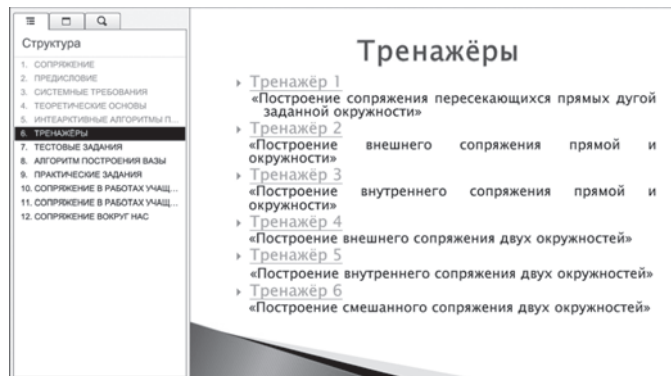 Структура
1. СОПРЯЖЕНИЕ
2. ПРЕДИСЛОВИЕ
3. СИСТЕМНЫЕ ТРЕБОВАНИЯ
4. ТЕОРЕТИЧЕСКИЕ ОСНОВЫ
5. ИНТЕАРКТИВНЫЕ АЛГОРИТМЫ П...
6. ТРЕНАЖЁРЫ
7. ТЕСТОВЫЕ ЗАДАНИЯ
8. АЛГОРИТМ ПОСТРОЕНИЯ ВАЗЫ
9. ПРАКТИЧЕСКИЕ ЗАДАНИЯ
10. СОПРЯЖЕНИЕ В РАБОТАХ УЧАЩ...
11. СОПРЯЖЕНИЕ В РАБОТАХ УЧАЩ...
12. СОПРЯЖЕНИЕ ВОКРУГ НАС
Тренажёры
Тренажёр 1
«Построение сопряжения пересекающихся прямых дугой
заданной окружности»
Тренажёр 2
«Построение внешнего сопряжения прямой и
окружности»
Тренажёр 3
«Построение внутреннего сопряжения прямой и
окружности»
Тренажёр 4
«Построение внешнего сопряжения двух окружностей»
Тренажёр 5
«Построение внутреннего сопряжения двух окружностей»
Тренажёр 6
«Построение смешанного сопряжения двух окружностей»